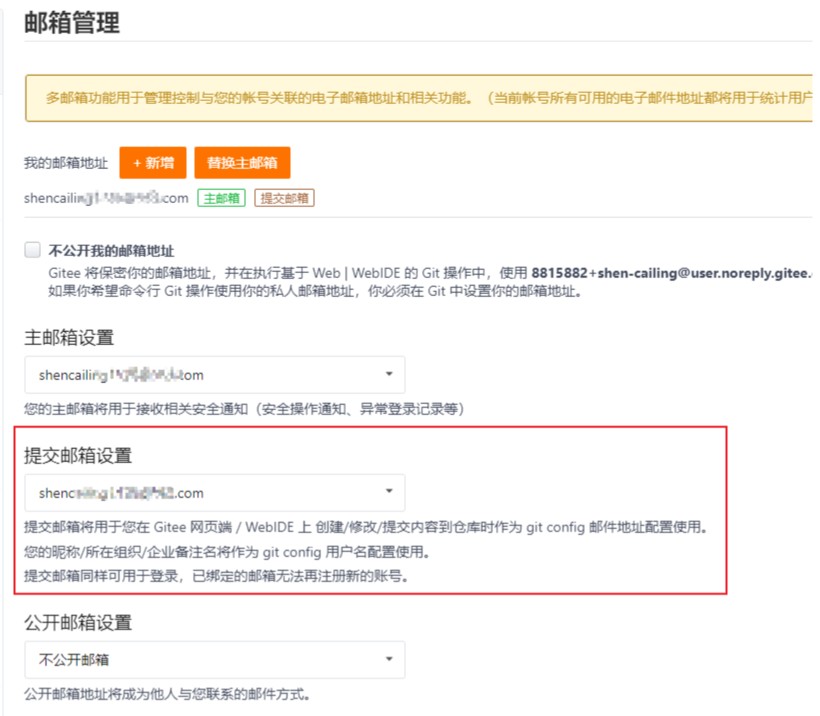 邮箱管理
多邮箱功能用于管理控制与您的帐号关联的电子邮箱地址和相关功能。（当前帐号所有可用的电子邮件地址都将用于统计用户
我的邮箱地址 + 新增 替换主邮箱
shencailing .com 主邮箱 提交邮箱
不公开我的邮箱地址
Gitee 将保密你的邮箱地址，并在执行基于 Web | WebIDE 的 Git 操作中，使用 8815882+shen-cailing@user.noreply.gitee.
如果你希望命令行 Git 操作使用你的私人邮箱地址，你必须在 Git 中设置你的邮箱地址。
主邮箱设置
shencailing .com
您的主邮箱将用于接收相关安全通知（安全操作通知、异常登录记录等）
提交邮箱设置
shenc .com
提交邮箱将用于您在 Gitee 网页端 / WebIDE 上 创建/修改/提交内容到仓库时作为 git config 邮件地址配置使用。
您的昵称/所在组织/企业备注名将作为 git config 用户名配置使用。
提交邮箱同样可用于登录，已绑定的邮箱无法再注册新的账号。
公开邮箱设置
不公开邮箱
公开邮箱地址将成为他人与您联系的邮件方式。